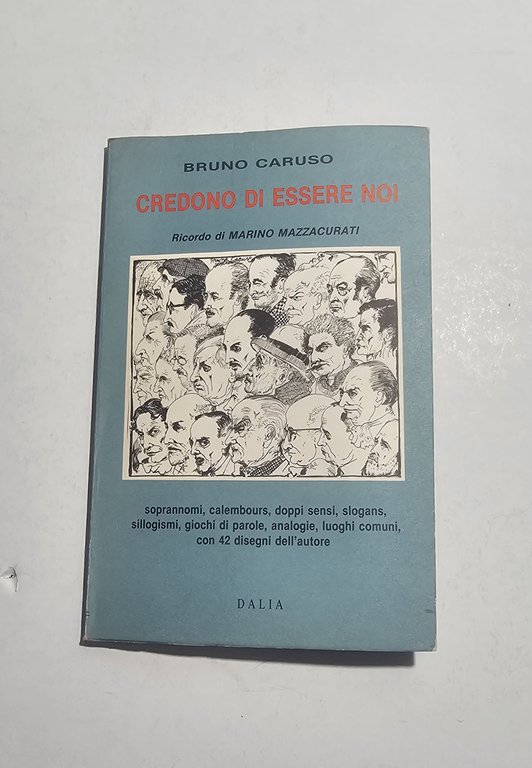 BRUNO CARUSO
CREDONO DI ESSERE NOI
Ricordo di MARINO MAZZACURATI
soprannomi, calembours, doppi sensi, slogans,
sillogismi, giochi di parole, analogie, luoghi comuni,
con 42 disegni dell'autore
DALIA